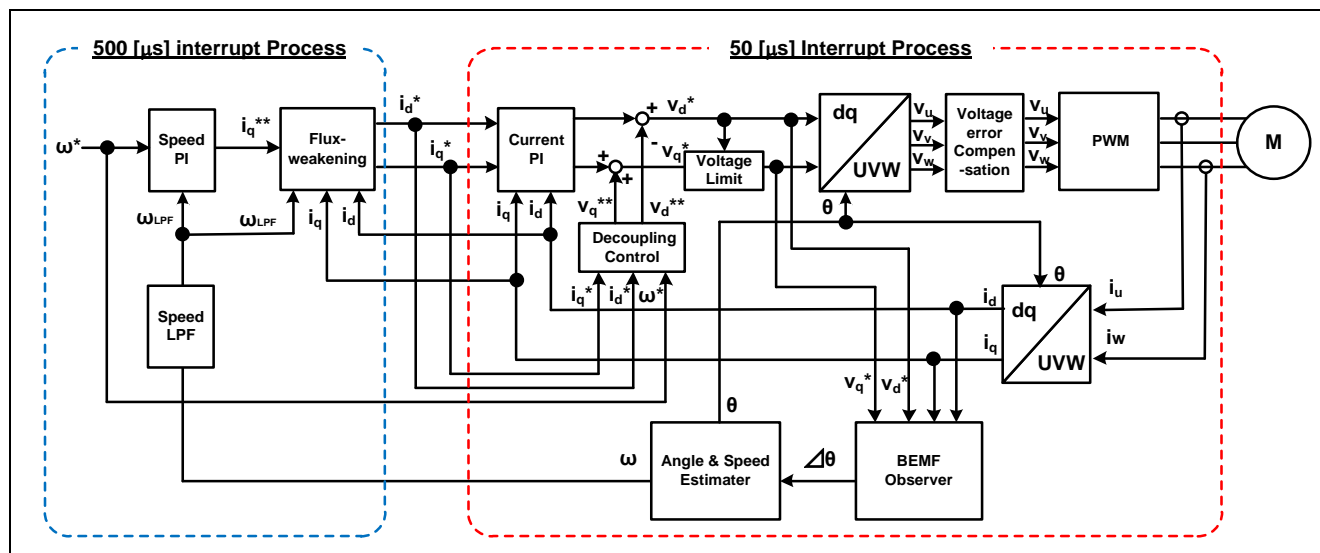 500 [µs] interrupt Process
50 [µs] Interrupt Process
ω*
Speed
PI
iq**
Flux-
weakening
id*
iq*
Current
PI
+
vd*
-
+
+
vq*
Voltage
Limit
dq
UVW
vu
vv
vw
Voltage
error
Compen
-sation
vu
vv
vw
PWM
M
ωLPF
ωLPF
iq
id
iq
id
vq**
vd**
Decoupling
Control
θ
θ
iq*
id*
ω*
Speed
LPF
id
iq
dq
UVW
iu
iw
vq*
vd*
θ
ω
Angle & Speed
Estimater
⊿θ
BEMF
Observer